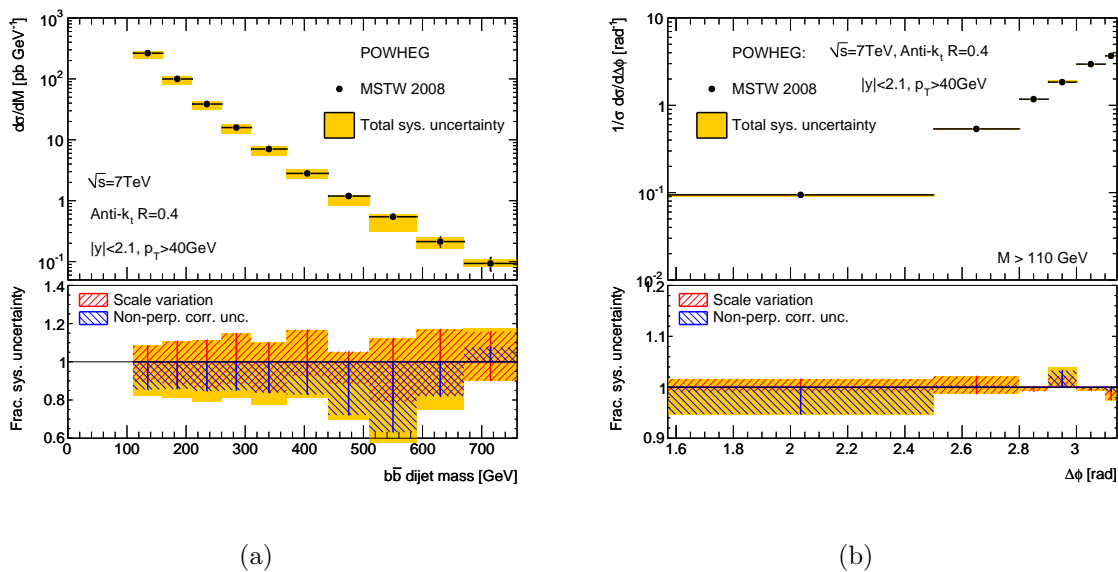 dσ/dM [pb GeV⁻¹]
10³
10²
10
1
10⁻¹
POWHEG
MSTW 2008
Total sys. uncertainty
√s=7TeV
Anti-kₜ R=0.4
|y|<2.1, p_T>40GeV
Frac. sys. uncertainty
1.4
1.2
1
0.8
0.6
Scale variation
Non-perp. corr. unc.
0 100 200 300 400 500 600 700
bb̄ dijet mass [GeV]
(a)
1/σ dσ/dΔϕ [rad⁻¹]
10
1
10⁻¹
10⁻²
POWHEG: √s=7TeV, Anti-kₜ R=0.4
MSTW 2008 |y|<2.1, p_T>40GeV
Total sys. uncertainty
M > 110 GeV
Frac. sys. uncertainty
1.2
1.1
1
0.9
Scale variation
Non-perp. corr. unc.
1.6 1.8 2 2.2 2.4 2.6 2.8 3
Δϕ [rad]
(b)